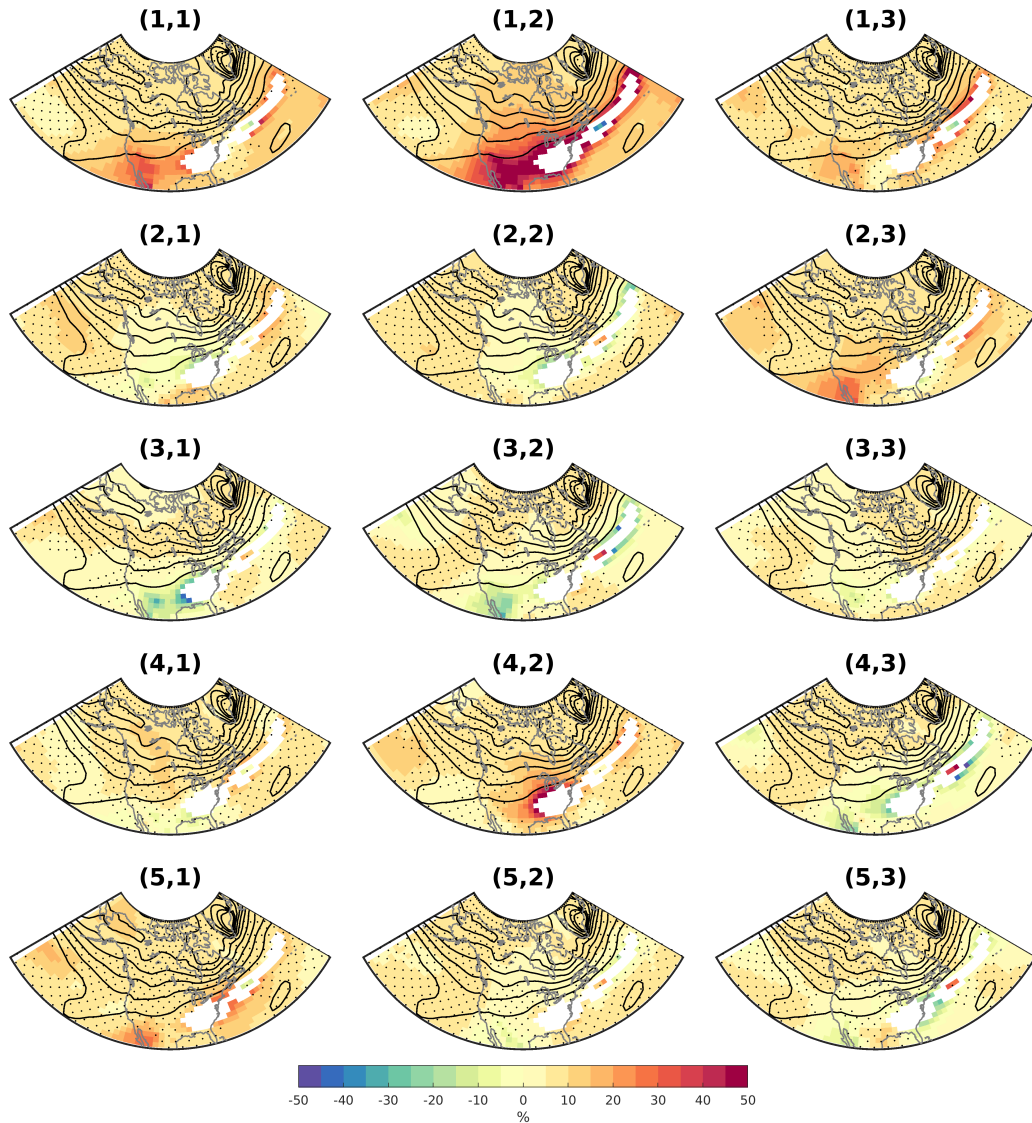 (1,1) (1,2) (1,3)
(2,1) (2,2) (2,3)
(3,1) (3,2) (3,3)
(4,1) (4,2) (4,3)
(5,1) (5,2) (5,3)
-50 -40 -30 -20 -10 0 10 20 30 40 50
%